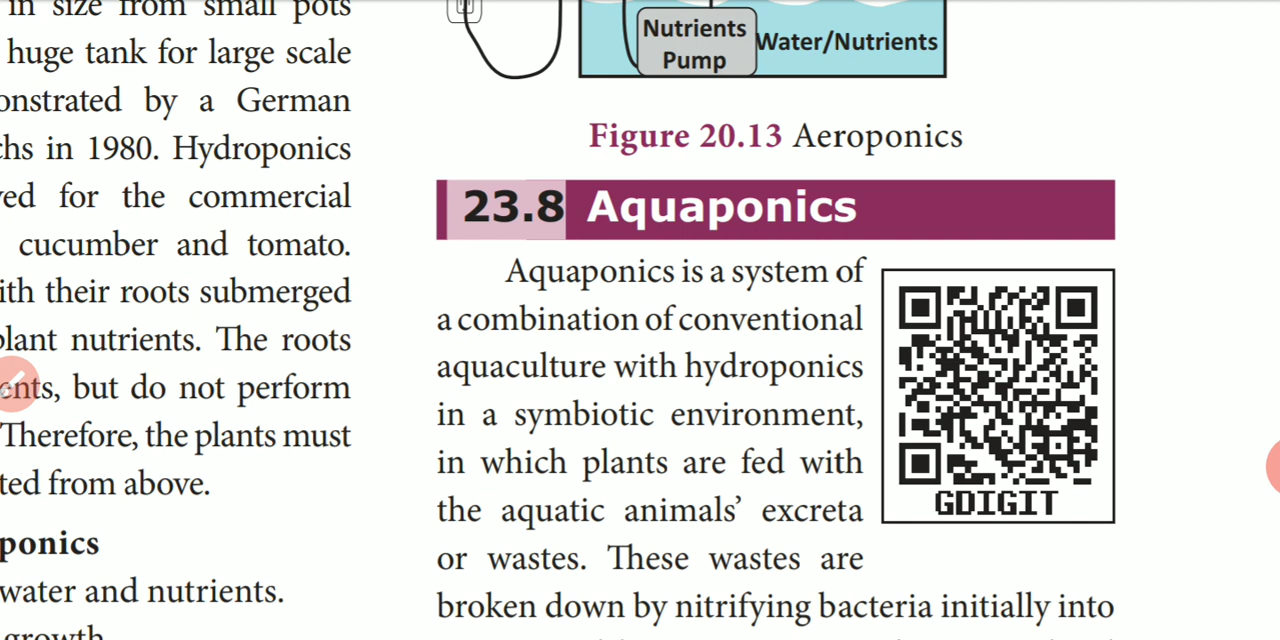 in size from small pots
huge tank for large scale
onstrated by a German
chs in 1980. Hydroponics
ved for the commercial
cucumber and tomato.
ith their roots submerged
plant nutrients. The roots
ents, but do not perform
Therefore, the plants must
ted from above.
ponics
water and nutrients.
growth
Nutrients
Pump
Water/Nutrients
Figure 20.13 Aeroponics
23.8 Aquaponics
Aquaponics is a system of
a combination of conventional
aquaculture with hydroponics
in a symbiotic environment,
in which plants are fed with
the aquatic animals’ excreta
or wastes. These wastes are
broken down by nitrifying bacteria initially into
GDIGIT